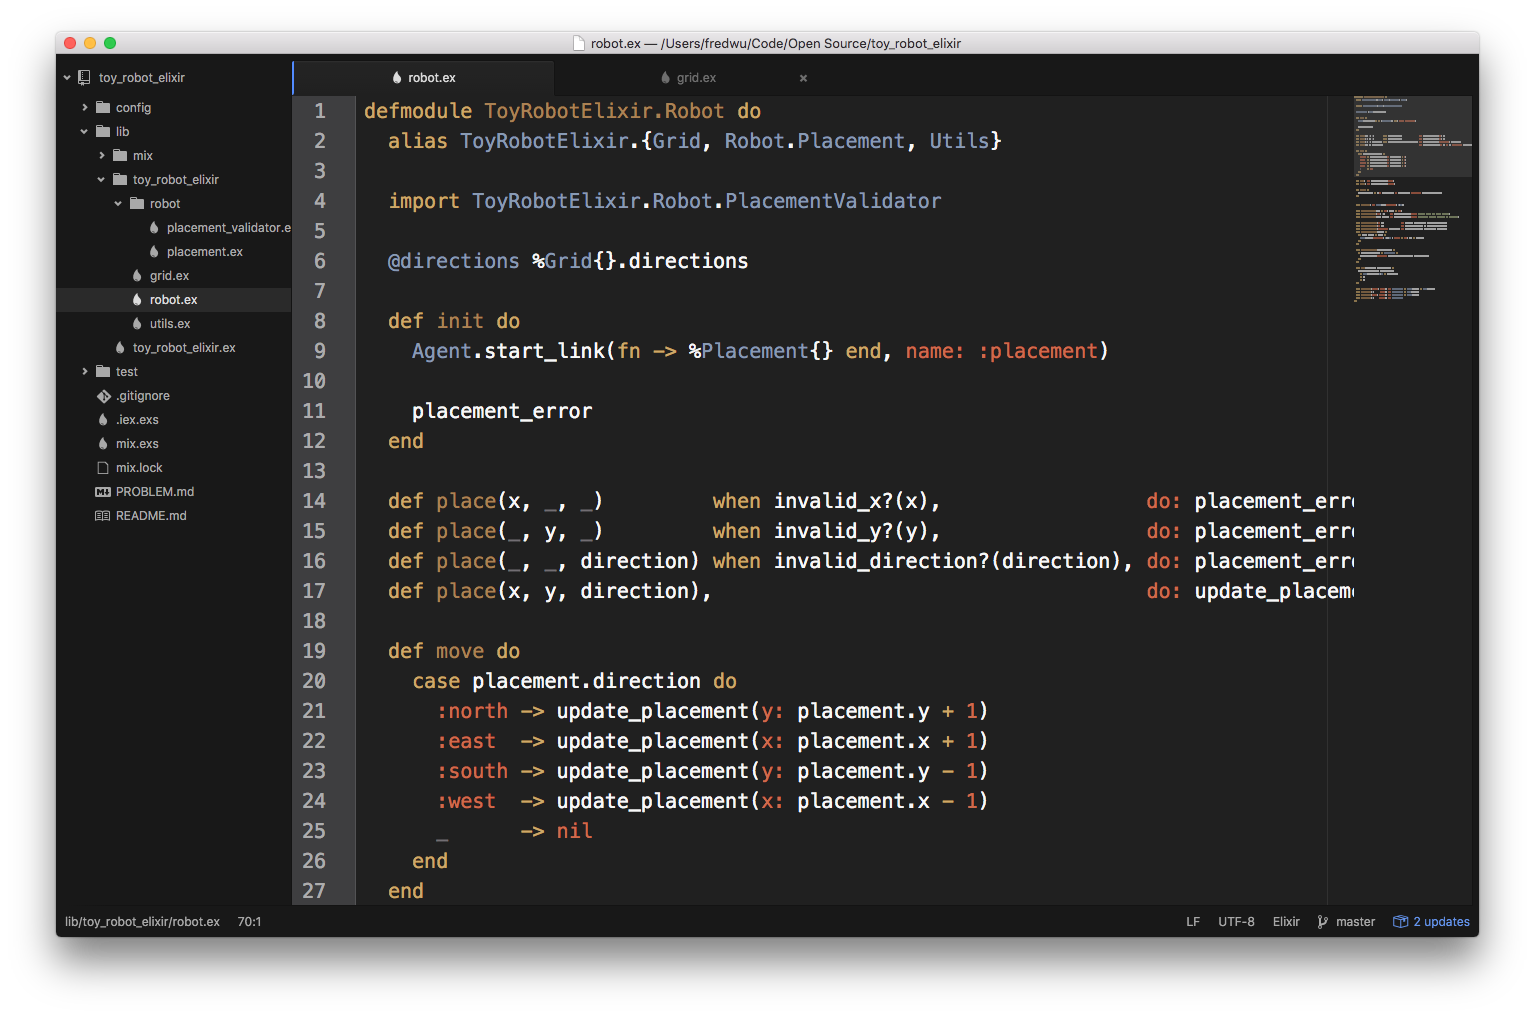 robot.ex — /Users/fredwu/Code/Open Source/toy_robot_elixir
toy_robot_elixir
config
lib
mix
toy_robot_elixir
robot
placement_validator.e
placement.ex
grid.ex
robot.ex
utils.ex
toy_robot_elixir.ex
test
.gitignore
.iex.exs
mix.exs
mix.lock
PROBLEM.md
README.md
robot.ex
grid.ex ×
1 defmodule ToyRobotElixir.Robot do
2 alias ToyRobotElixir.{Grid, Robot.Placement, Utils}
3
4 import ToyRobotElixir.Robot.PlacementValidator
5
6 @directions %Grid{}.directions
7
8 def init do
9 Agent.start_link(fn -> %Placement{} end, name: :placement)
10
11 placement_error
12 end
13
14 def place(x, _, _) when invalid_x?(x), do: placement_erro
15 def place(_, y, _) when invalid_y?(y), do: placement_erro
16 def place(_, _, direction) when invalid_direction?(direction), do: placement_erro
17 def place(x, y, direction), do: update_placeme
18
19 def move do
20 case placement.direction do
21 :north -> update_placement(y: placement.y + 1)
22 :east -> update_placement(x: placement.x + 1)
23 :south -> update_placement(y: placement.y - 1)
24 :west -> update_placement(x: placement.x - 1)
25 _ -> nil
26 end
27 end
lib/toy_robot_elixir/robot.ex 70:1
LF UTF-8 Elixir master 2 updates